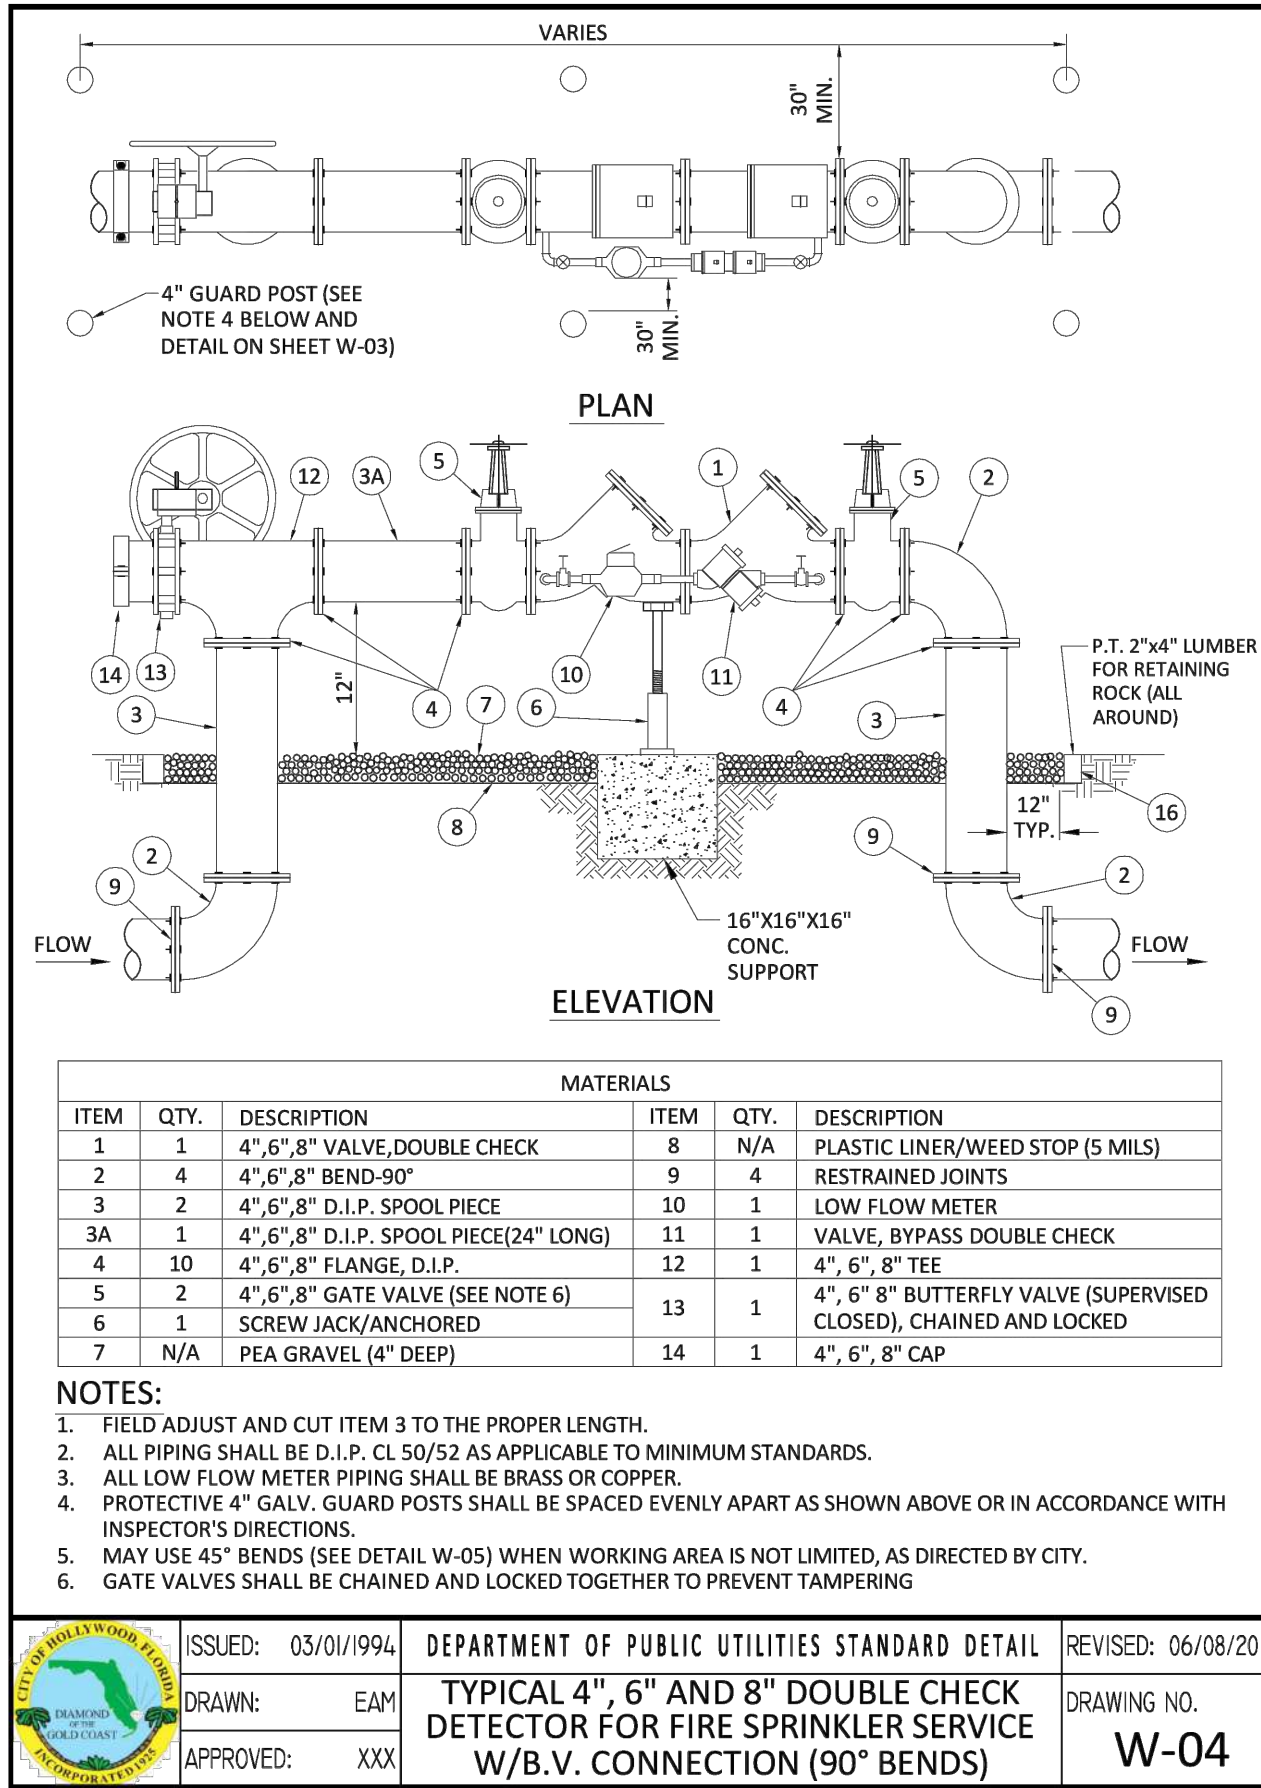 VARIES
30"
MIN.
4" GUARD POST (SEE
NOTE 4 BELOW AND
DETAIL ON SHEET W-03)
30"
MIN.
PLAN
12
3A
5
1
5
2
14
13
3
12"
4
7
6
10
11
4
3
P.T. 2"x4" LUMBER
FOR RETAINING
ROCK (ALL
AROUND)
8
12"
TYP.
16
2
9
9
2
FLOW
16"X16"X16"
CONC.
SUPPORT
FLOW
9
ELEVATION
MATERIALS
ITEM QTY. DESCRIPTION ITEM QTY. DESCRIPTION
1 1 4",6",8" VALVE,DOUBLE CHECK 8 N/A PLASTIC LINER/WEED STOP (5 MILS)
2 4 4",6",8" BEND-90° 9 4 RESTRAINED JOINTS
3 2 4",6",8" D.I.P. SPOOL PIECE 10 1 LOW FLOW METER
3A 1 4",6",8" D.I.P. SPOOL PIECE(24" LONG) 11 1 VALVE, BYPASS DOUBLE CHECK
4 10 4",6",8" FLANGE, D.I.P. 12 1 4", 6", 8" TEE
5 2 4",6",8" GATE VALVE (SEE NOTE 6) 13 1 4", 6" 8" BUTTERFLY VALVE (SUPERVISED
6 1 SCREW JACK/ANCHORED CLOSED), CHAINED AND LOCKED
7 N/A PEA GRAVEL (4" DEEP) 14 1 4", 6", 8" CAP
NOTES:
1. FIELD ADJUST AND CUT ITEM 3 TO THE PROPER LENGTH.
2. ALL PIPING SHALL BE D.I.P. CL 50/52 AS APPLICABLE TO MINIMUM STANDARDS.
3. ALL LOW FLOW METER PIPING SHALL BE BRASS OR COPPER.
4. PROTECTIVE 4" GALV. GUARD POSTS SHALL BE SPACED EVENLY APART AS SHOWN ABOVE OR IN ACCORDANCE WITH
INSPECTOR'S DIRECTIONS.
5. MAY USE 45° BENDS (SEE DETAIL W-05) WHEN WORKING AREA IS NOT LIMITED, AS DIRECTED BY CITY.
6. GATE VALVES SHALL BE CHAINED AND LOCKED TOGETHER TO PREVENT TAMPERING
CITY OF HOLLYWOOD, FLORIDA
DIAMOND
OF THE
GOLD COAST
INCORPORATED 1925
ISSUED: 03/01/1994
DRAWN: EAM
APPROVED: XXX
DEPARTMENT OF PUBLIC UTILITIES STANDARD DETAIL
TYPICAL 4", 6" AND 8" DOUBLE CHECK
DETECTOR FOR FIRE SPRINKLER SERVICE
W/B.V. CONNECTION (90° BENDS)
REVISED: 06/08/20
DRAWING NO.
W-04